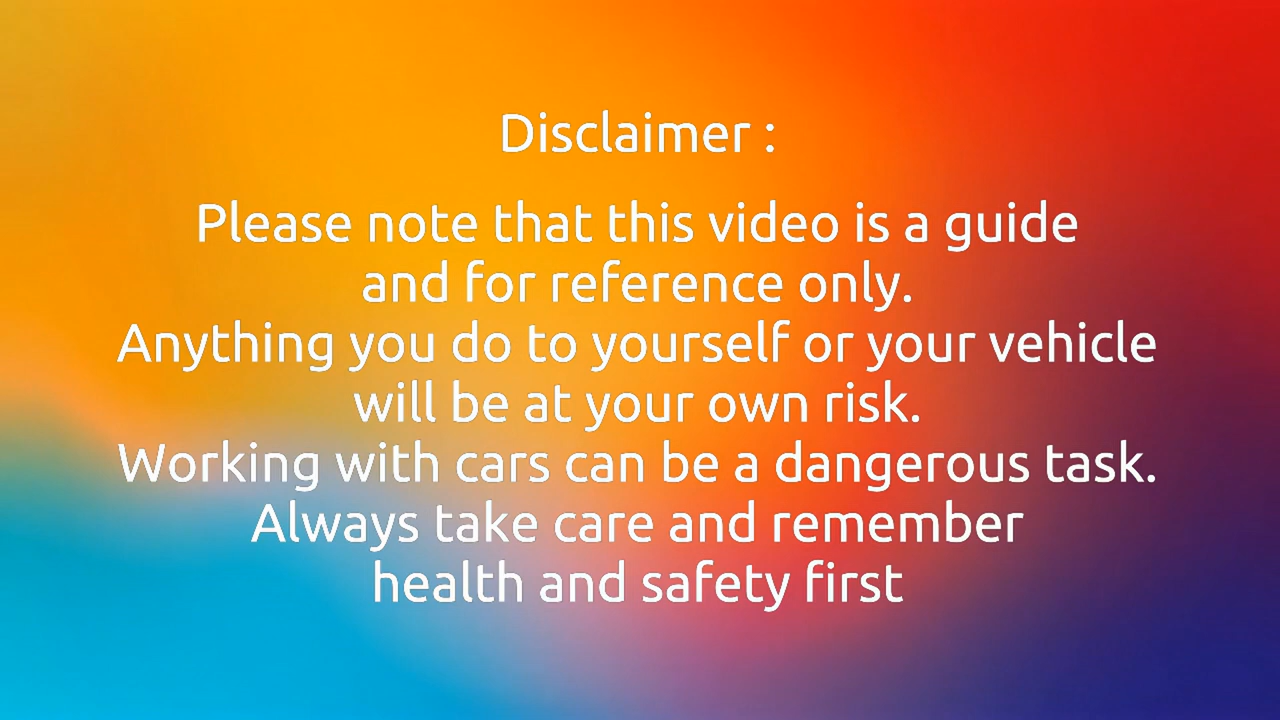 Disclaimer :
Please note that this video is a guide
and for reference only.
Anything you do to yourself or your vehicle
will be at your own risk.
Working with cars can be a dangerous task.
Always take care and remember
health and safety first